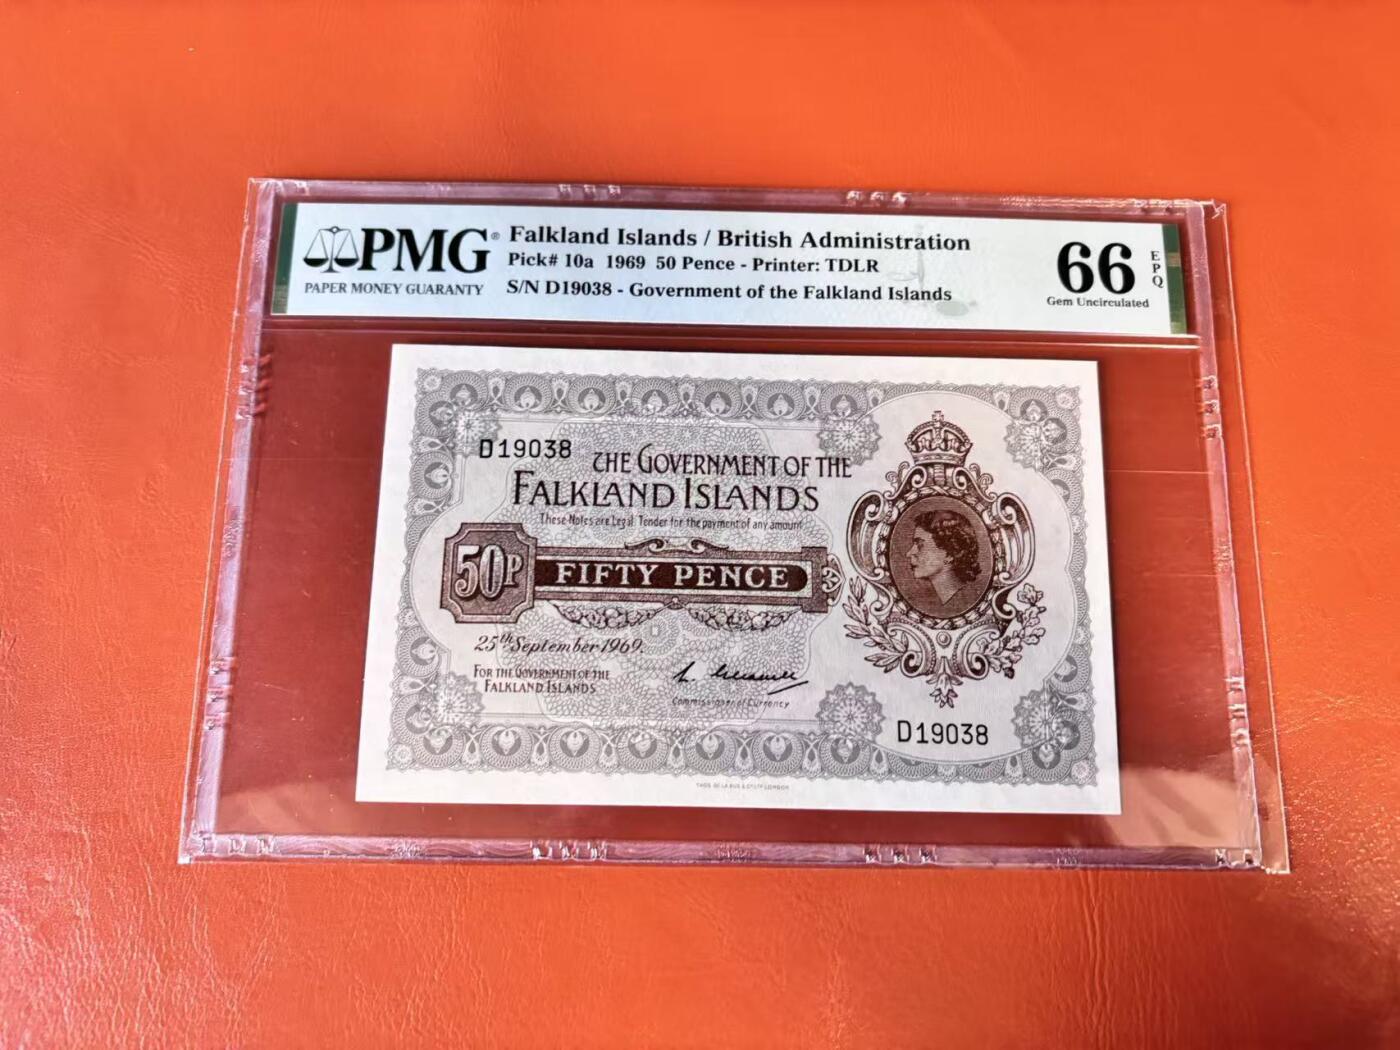 PMG®
PAPER MONEY GUARANTY
Falkland Islands / British Administration
Pick# 10a 1969 50 Pence - Printer: TDLR
S/N D19038 - Government of the Falkland Islands
66
EPQ
Gem Uncirculated
D19038
THE GOVERNMENT OF THE
FALKLAND ISLANDS
These Notes are Legal Tender for the payment of any amount
50P
FIFTY PENCE
25th September 1969.
FOR THE GOVERNMENT OF THE
FALKLAND ISLANDS
Commissioner of Currency
D19038